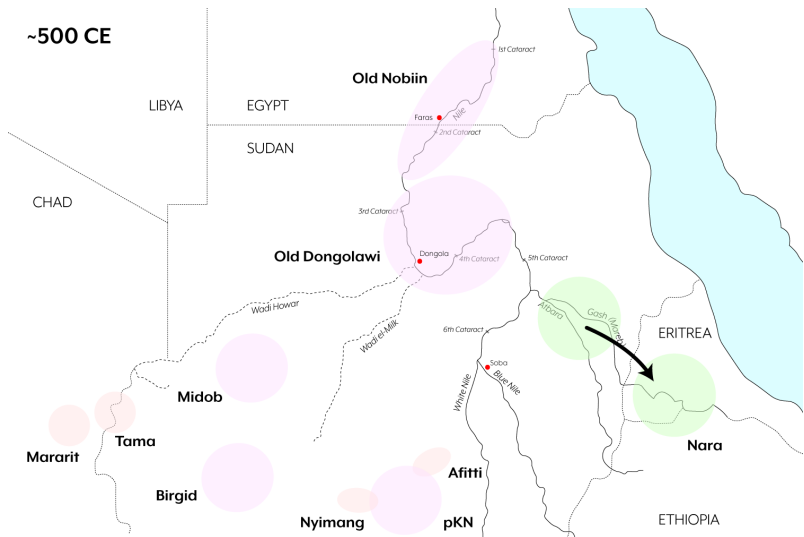 ~500 CE
1st Cataract
Old Nobiin
LIBYA
EGYPT
Nile
Faras
2nd Cataract
SUDAN
CHAD
3rd Cataract
Old Dongolawi
Dongola
4th Cataract
5th Cataract
Wadi Howar
Wadi el-Milk
Atbara
Gash (Mareb)
6th Cataract
ERITREA
Soba
White Nile
Blue Nile
Midob
Tama
Mararit
Nara
Afitti
Birgid
Nyimang
pKN
ETHIOPIA